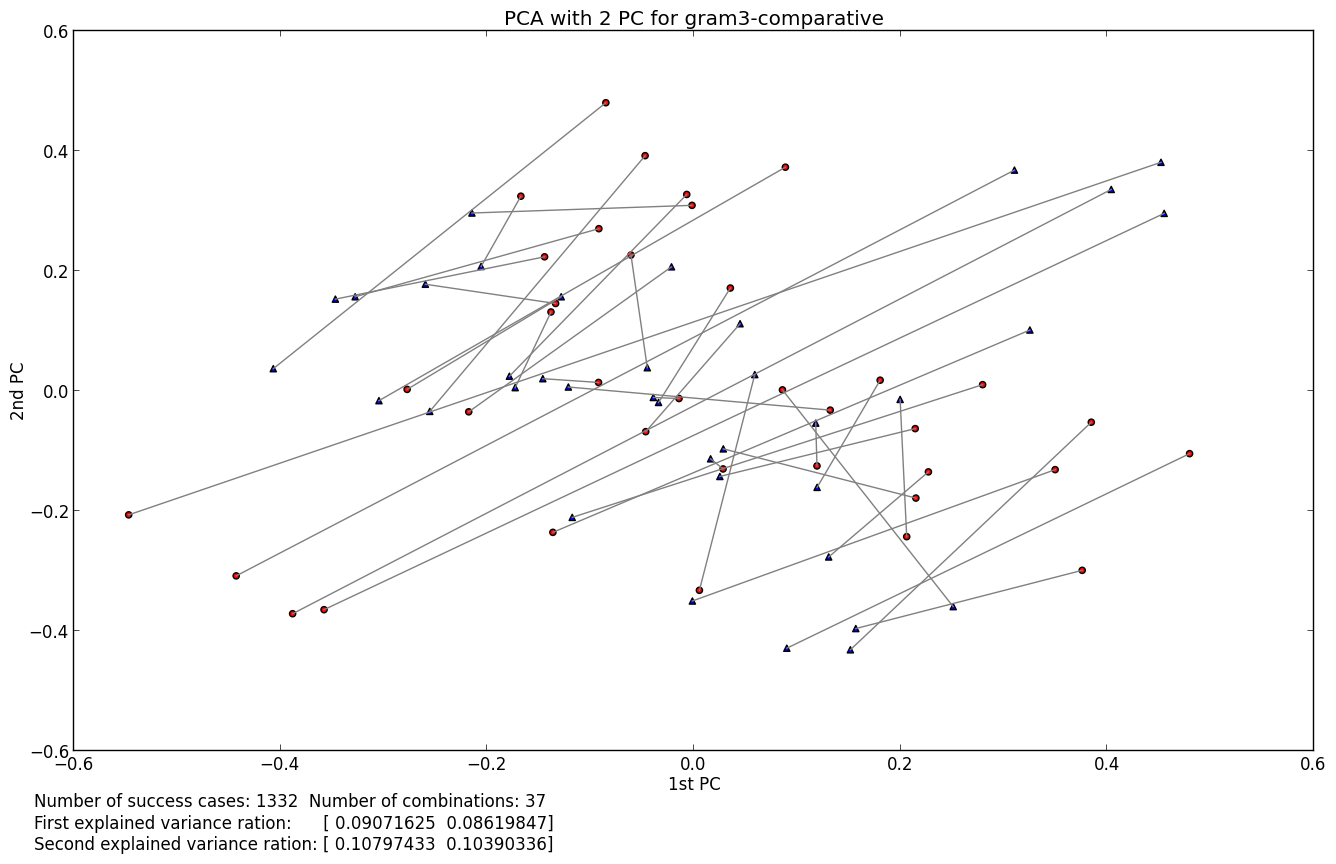 PCA with 2 PC for gram3-comparative
0.6
0.4
0.2
0.0
−0.2
−0.4
−0.6
2nd PC
−0.6 −0.4 −0.2 0.0 0.2 0.4 0.6
1st PC
Number of success cases: 1332 Number of combinations: 37
First explained variance ration: [ 0.09071625 0.08619847]
Second explained variance ration: [ 0.10797433 0.10390336]